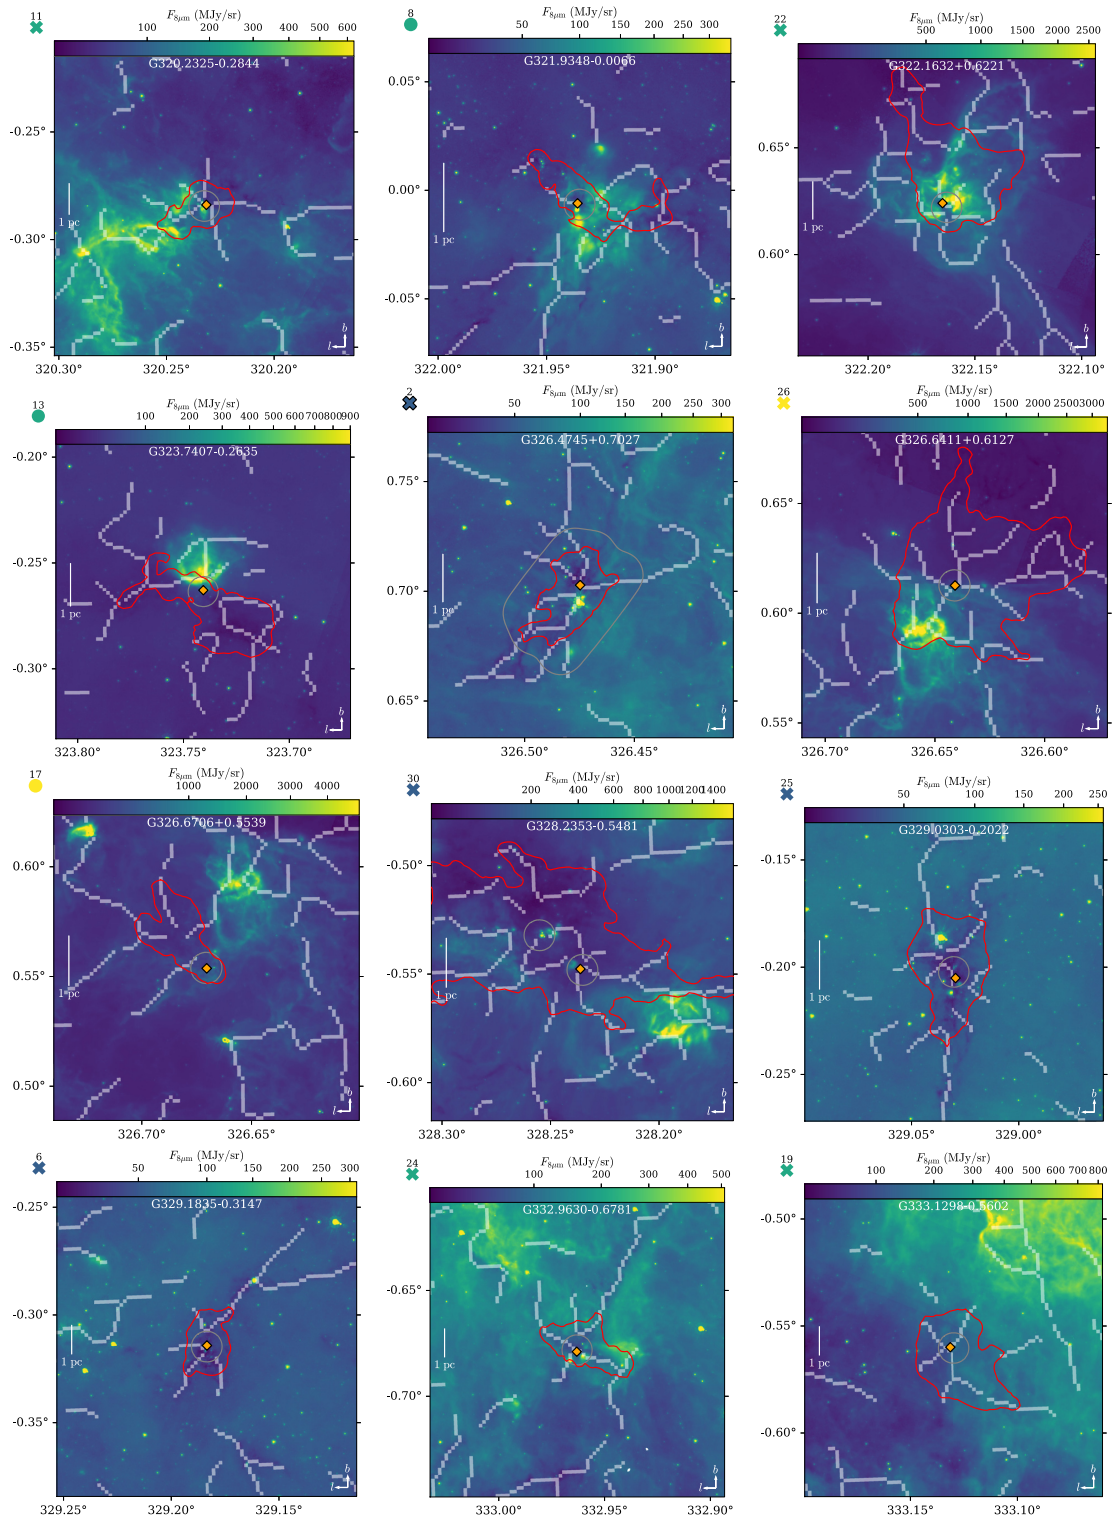 11
F8μm (MJy/sr)
100 200 300 400 500 600
G320.2325-0.2844
-0.25°
-0.30°
-0.35°
1 pc
b
l
320.30 320.25° 320.20°
8
F8μm (MJy/sr)
50 100 150 200 250 300
G321.9348-0.0066
0.05°
0.00°
-0.05°
1 pc
b
l
322.00° 321.95° 321.90°
22
F8μm (MJy/sr)
500 1000 1500 2000 2500
G322.1632+0.6221
0.65°
0.60°
1 pc
b
l
322.20° 322.15° 322.10°
13
F8μm (MJy/sr)
100 200 300 400 500 600 700800 900
G323.7407-0.2635
-0.20°
-0.25°
-0.30°
1 pc
b
l
323.80° 323.75° 323.70°
2
F8μm (MJy/sr)
50 100 150 200 250 300
G326.4745+0.7027
0.75°
0.70°
0.65°
1 pc
b
l
326.50° 326.45°
26
F8μm (MJy/sr)
500 1000 1500 2000 2500 3000
G326.6411+0.6127
0.65°
0.60°
0.55°
1 pc
b
l
326.70° 326.65° 326.60°
17
F8μm (MJy/sr)
1000 2000 3000 4000
G326.6706+0.5539
0.60°
0.55°
0.50°
1 pc
b
l
326.70° 326.65°
30
F8μm (MJy/sr)
200 400 600 800 1000 1200 1400
G328.2353-0.5481
-0.50°
-0.55°
-0.60°
1 pc
b
l
328.30° 328.25° 328.20°
25
F8μm (MJy/sr)
50 100 150 200 250
G329.0303-0.2022
-0.15°
-0.20°
-0.25°
1 pc
b
l
329.05° 329.00°
6
F8μm (MJy/sr)
50 100 150 200 250 300
G329.1835-0.3147
-0.25°
-0.30°
-0.35°
1 pc
b
l
329.25° 329.20° 329.15°
24
F8μm (MJy/sr)
100 200 300 400 500
G332.9630-0.6781
-0.65°
-0.70°
1 pc
b
l
333.00° 332.95° 332.90°
19
F8μm (MJy/sr)
100 200 300 400 500 600 700 800
G333.1298-0.5602
-0.50°
-0.55°
-0.60°
1 pc
b
l
333.15° 333.10°